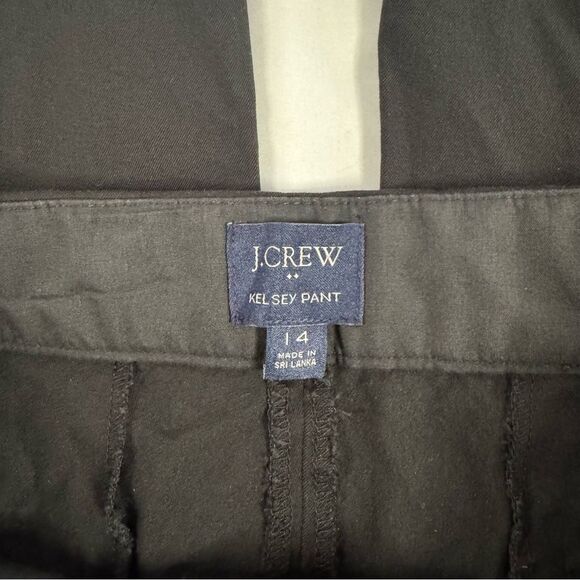 J.CREW
KELSEY PANT
14
MADE IN
SRI LANKA